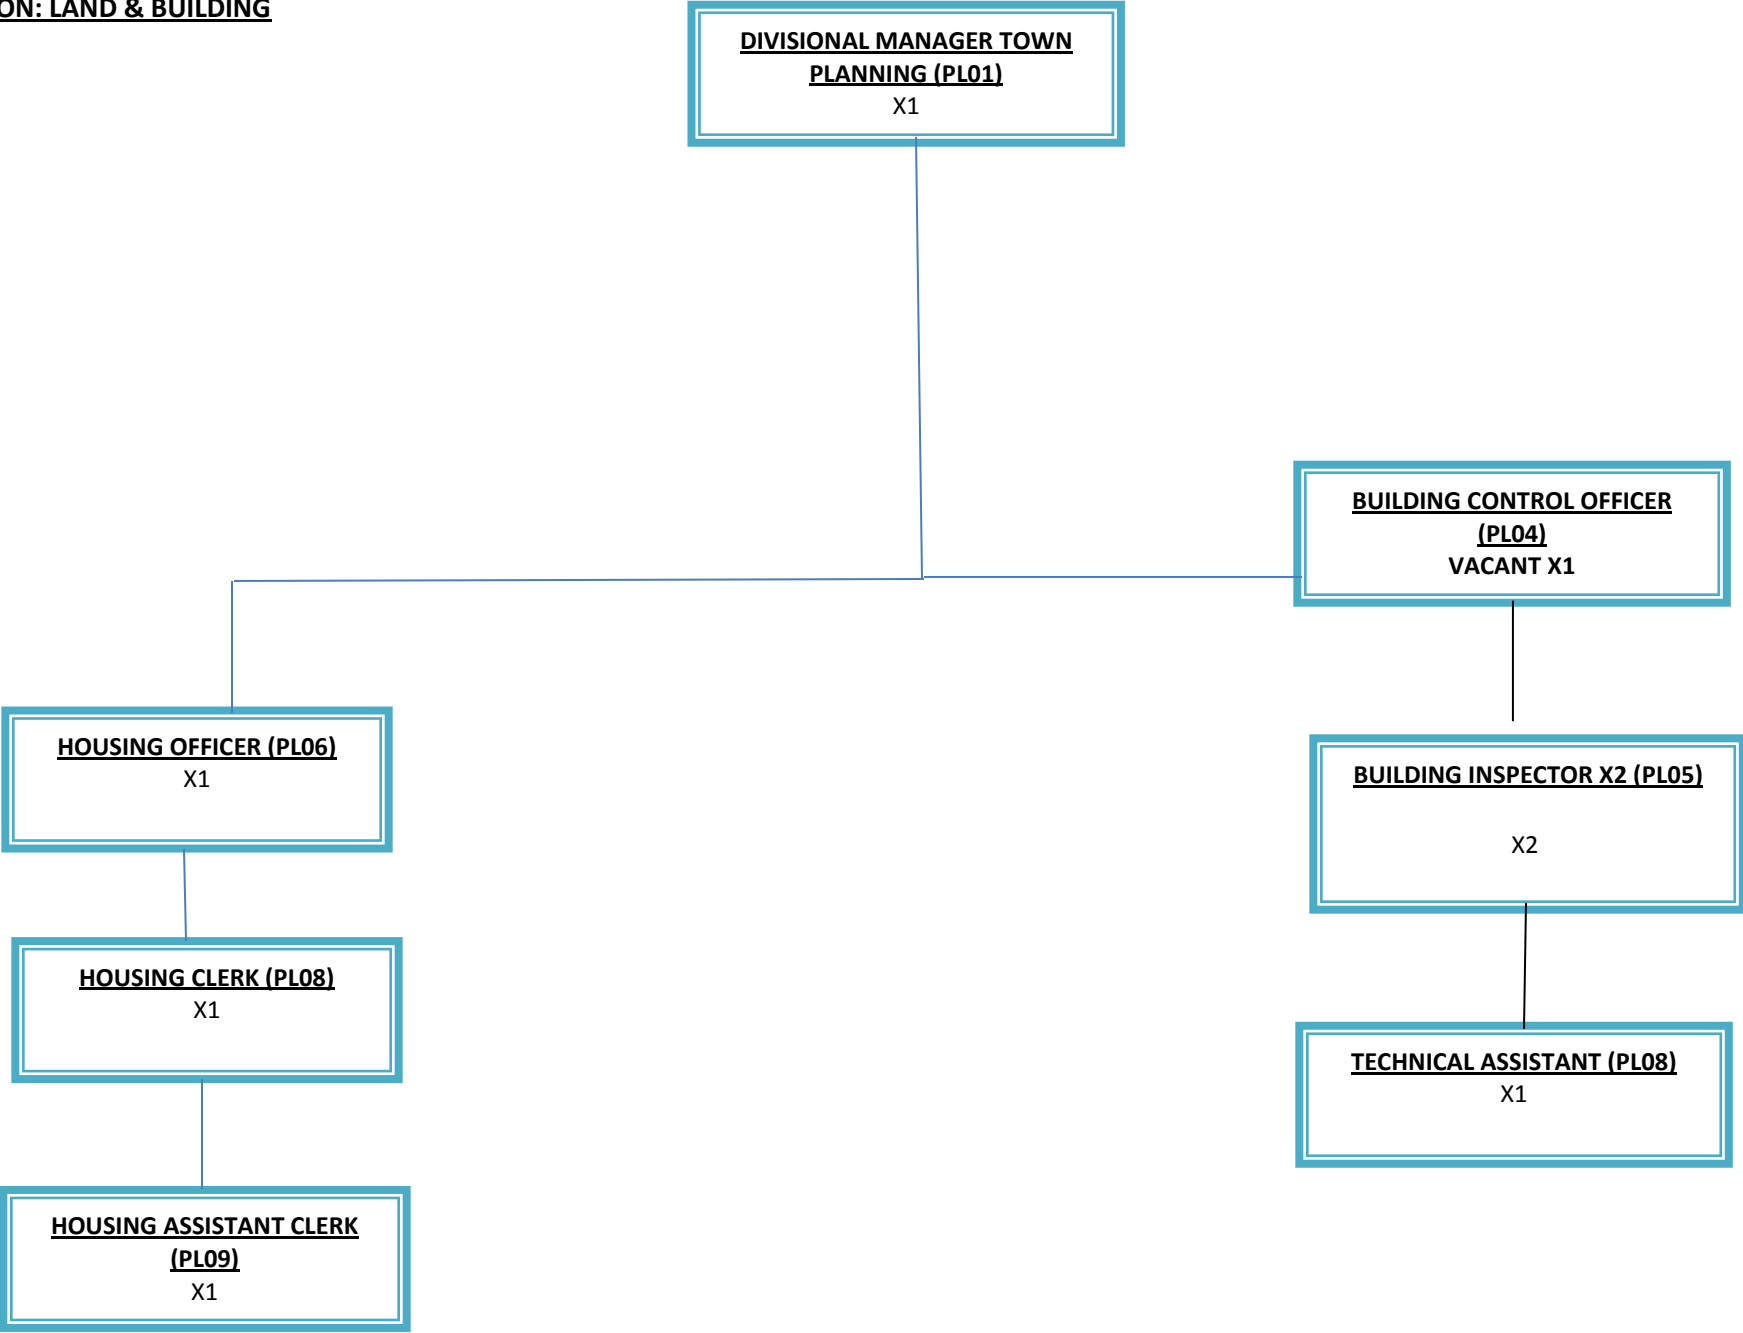 ON: LAND & BUILDING
DIVISIONAL MANAGER TOWN
PLANNING (PL01)
X1
BUILDING CONTROL OFFICER
(PL04)
VACANT X1
HOUSING OFFICER (PL06)
X1
BUILDING INSPECTOR X2 (PL05)
X2
HOUSING CLERK (PL08)
X1
TECHNICAL ASSISTANT (PL08)
X1
HOUSING ASSISTANT CLERK
(PL09)
X1